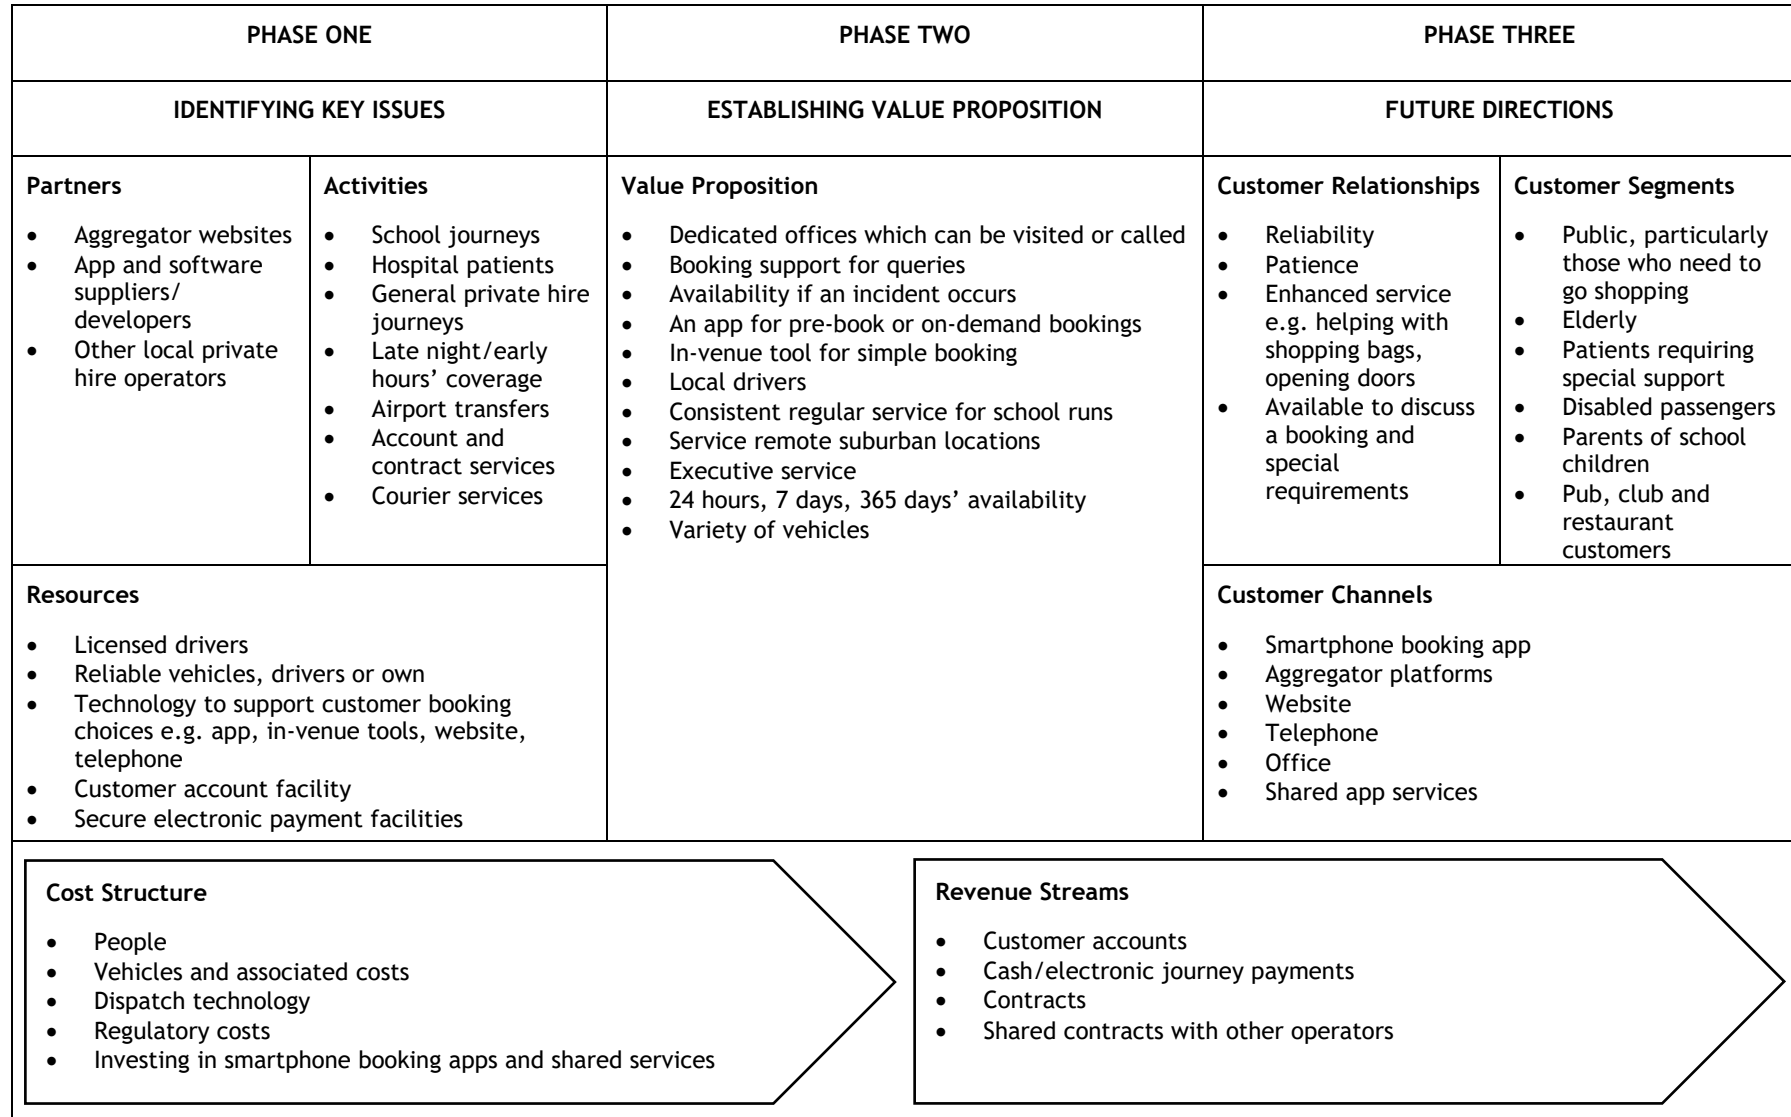 PHASE ONE
PHASE TWO
PHASE THREE
IDENTIFYING KEY ISSUES
ESTABLISHING VALUE PROPOSITION
FUTURE DIRECTIONS
Partners
• Aggregator websites
• App and software
suppliers/
developers
• Other local private
hire operators
Activities
• School journeys
• Hospital patients
• General private hire
journeys
• Late night/early
hours’ coverage
• Airport transfers
• Account and
contract services
• Courier services
Resources
• Licensed drivers
• Reliable vehicles, drivers or own
• Technology to support customer booking
choices e.g. app, in-venue tools, website,
telephone
• Customer account facility
• Secure electronic payment facilities
Value Proposition
• Dedicated offices which can be visited or called
• Booking support for queries
• Availability if an incident occurs
• An app for pre-book or on-demand bookings
• In-venue tool for simple booking
• Local drivers
• Consistent regular service for school runs
• Service remote suburban locations
• Executive service
• 24 hours, 7 days, 365 days’ availability
• Variety of vehicles
Customer Relationships
• Reliability
• Patience
• Enhanced service
e.g. helping with
shopping bags,
opening doors
• Available to discuss
a booking and
special
requirements
Customer Segments
• Public, particularly
those who need to
go shopping
• Elderly
• Patients requiring
special support
• Disabled passengers
• Parents of school
children
• Pub, club and
restaurant
customers
Customer Channels
• Smartphone booking app
• Aggregator platforms
• Website
• Telephone
• Office
• Shared app services
Cost Structure
• People
• Vehicles and associated costs
• Dispatch technology
• Regulatory costs
• Investing in smartphone booking apps and shared services
Revenue Streams
• Customer accounts
• Cash/electronic journey payments
• Contracts
• Shared contracts with other operators